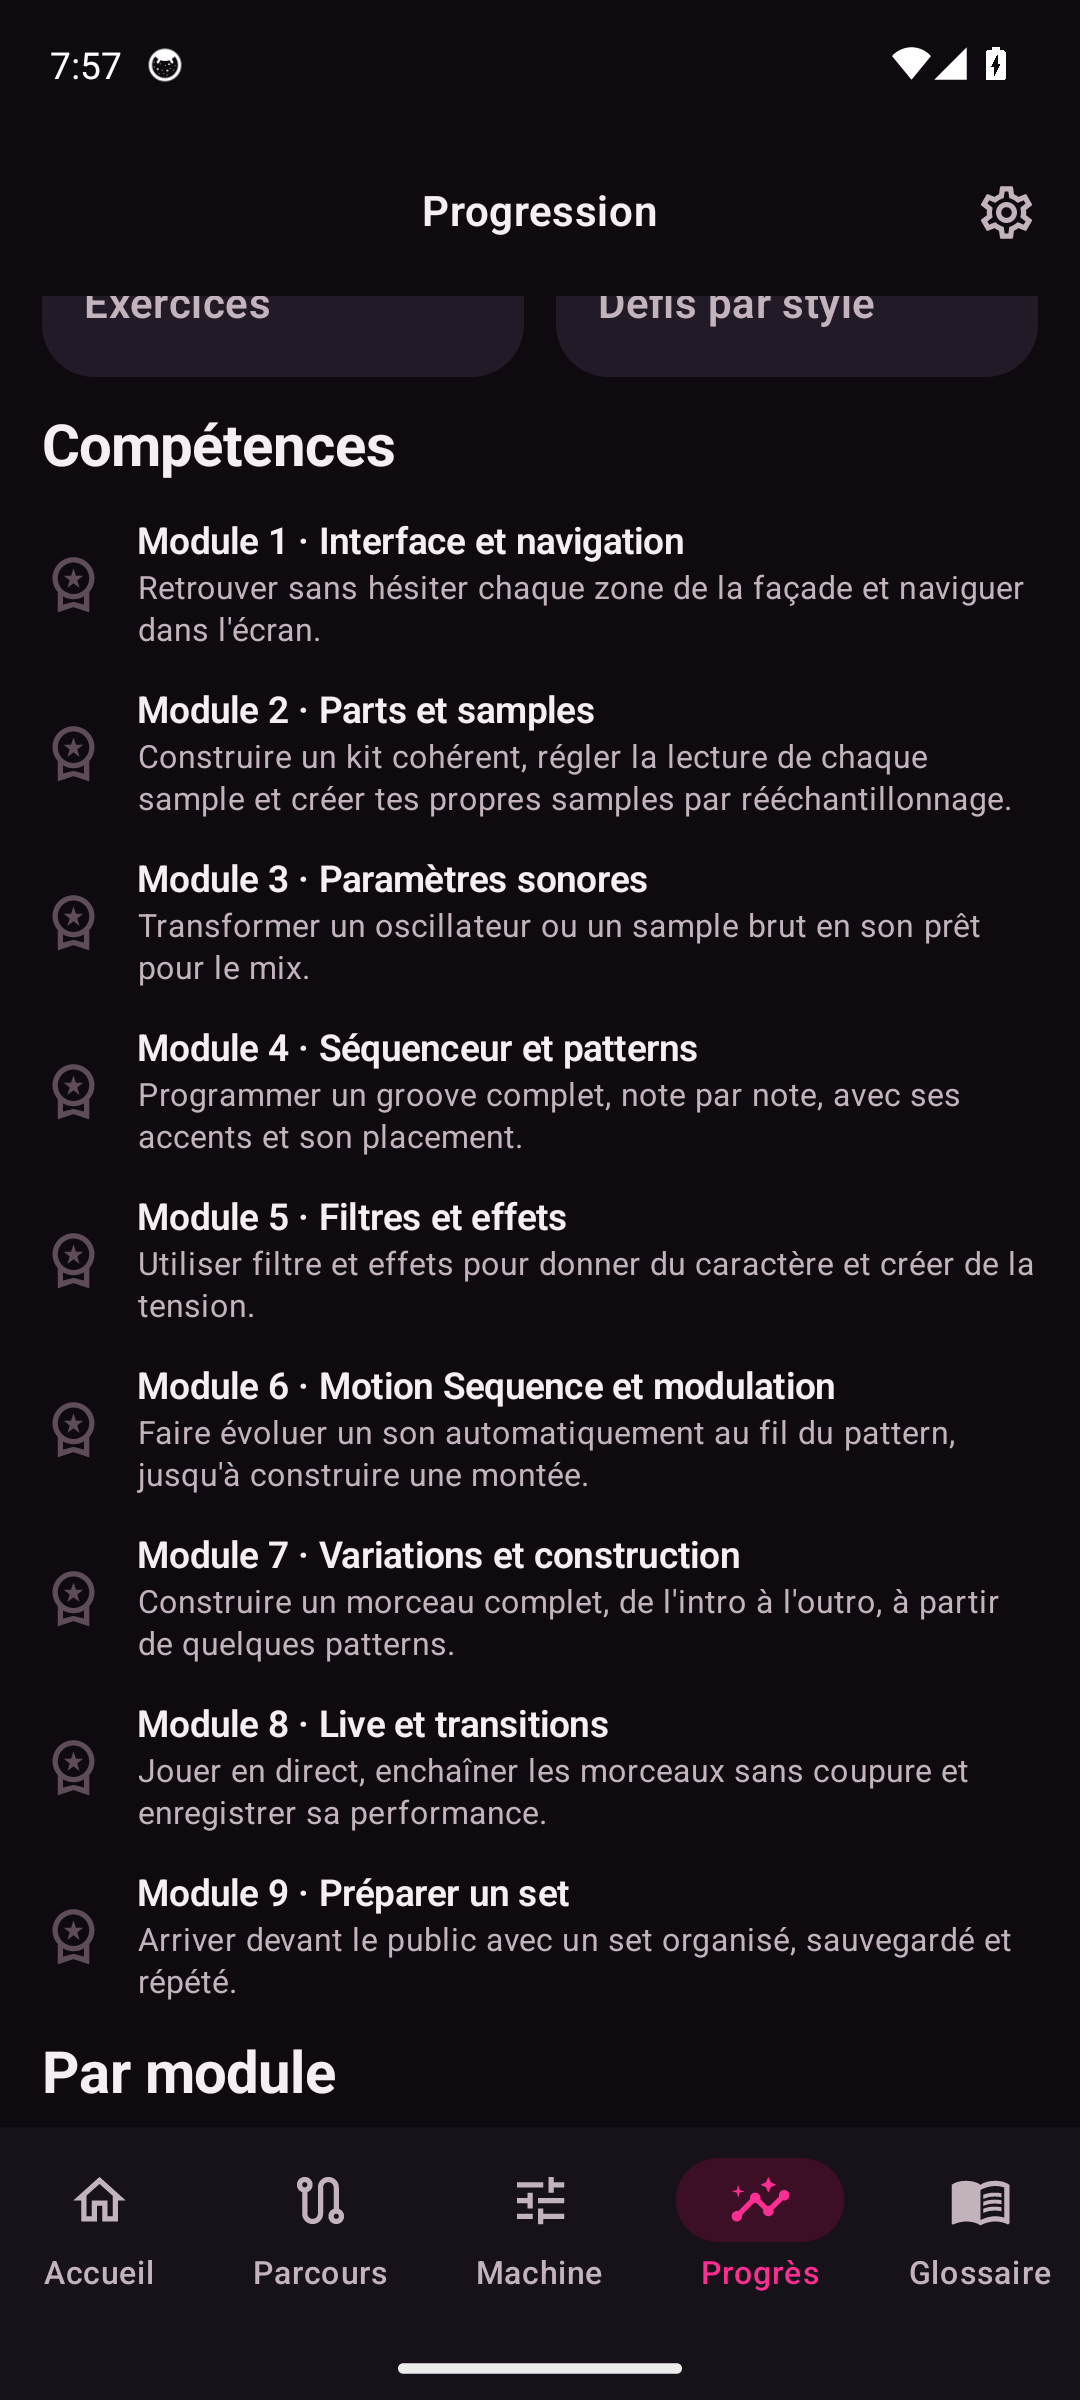 7:57
Progression
Exercices
Défis par style
Compétences
Module 1 · Interface et navigation
Retrouver sans hésiter chaque zone de la façade et naviguer
dans l'écran.
Module 2 · Parts et samples
Construire un kit cohérent, régler la lecture de chaque
sample et créer tes propres samples par rééchantillonnage.
Module 3 · Paramètres sonores
Transformer un oscillateur ou un sample brut en son prêt
pour le mix.
Module 4 · Séquenceur et patterns
Programmer un groove complet, note par note, avec ses
accents et son placement.
Module 5 · Filtres et effets
Utiliser filtre et effets pour donner du caractère et créer de la
tension.
Module 6 · Motion Sequence et modulation
Faire évoluer un son automatiquement au fil du pattern,
jusqu'à construire une montée.
Module 7 · Variations et construction
Construire un morceau complet, de l'intro à l'outro, à partir
de quelques patterns.
Module 8 · Live et transitions
Jouer en direct, enchaîner les morceaux sans coupure et
enregistrer sa performance.
Module 9 · Préparer un set
Arriver devant le public avec un set organisé, sauvegardé et
répété.
Par module
Accueil
Parcours
Machine
Progrès
Glossaire